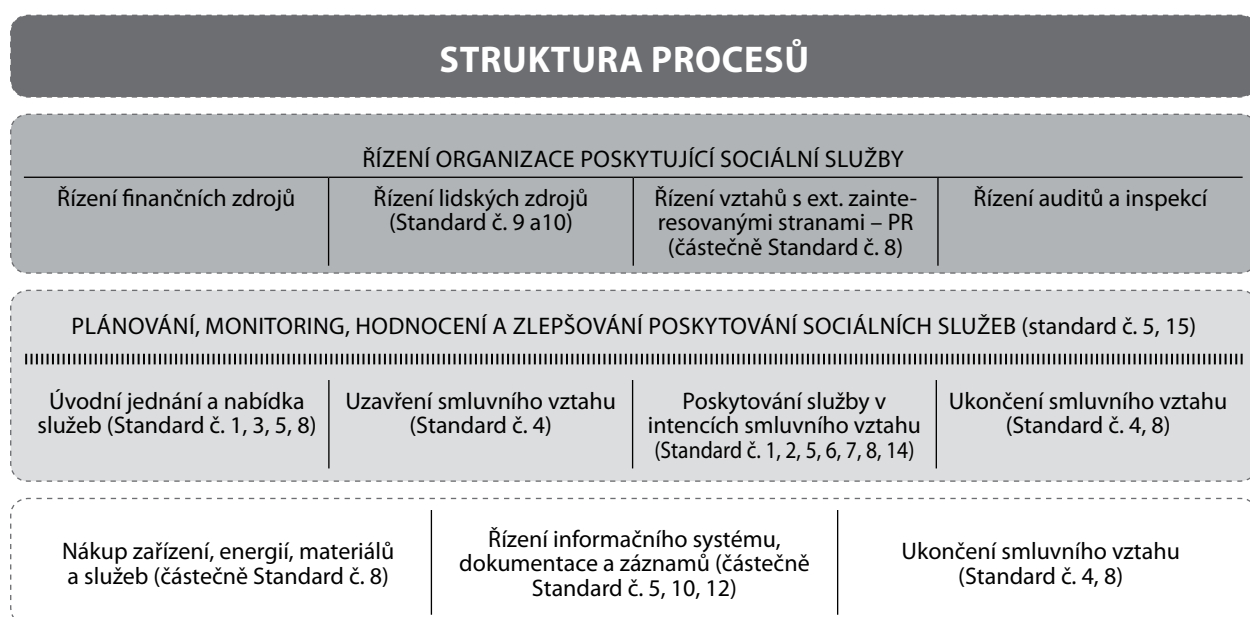 STRUKTURA PROCESŮ
ŘÍZENÍ ORGANIZACE POSKYTUJÍCÍ SOCIÁLNÍ SLUŽBY
Řízení finančních zdrojů
Řízení lidských zdrojů
(Standard č. 9 a10)
Řízení vztahů s ext. zainte-
resovanými stranami – PR
(částečně Standard č. 8)
Řízení auditů a inspekcí
PLÁNOVÁNÍ, MONITORING, HODNOCENÍ A ZLEPŠOVÁNÍ POSKYTOVÁNÍ SOCIÁLNÍCH SLUŽEB (standard č. 5, 15)
Úvodní jednání a nabídka
služeb (Standard č. 1, 3, 5, 8)
Uzavření smluvního vztahu
(Standard č. 4)
Poskytování služby v
intencích smluvního vztahu
(Standard č. 1, 2, 5, 6, 7, 8, 14)
Ukončení smluvního vztahu
(Standard č. 4, 8)
Nákup zařízení, energií, materiálů
a služeb (částečně Standard č. 8)
Řízení informačního systému,
dokumentace a záznamů (částečně
Standard č. 5, 10, 12)
Ukončení smluvního vztahu
(Standard č. 4, 8)